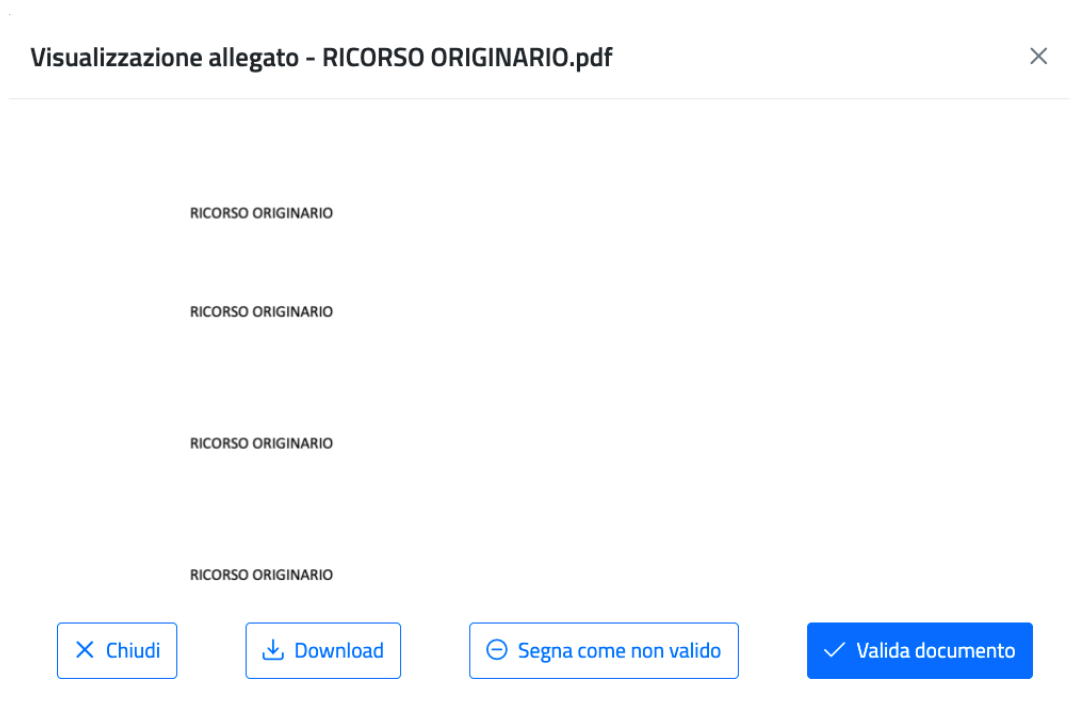 Visualizzazione allegato - RICORSO ORIGINARIO.pdf
RICORSO ORIGINARIO
RICORSO ORIGINARIO
RICORSO ORIGINARIO
RICORSO ORIGINARIO
Chiudi Download Segna come non valido Valida documento